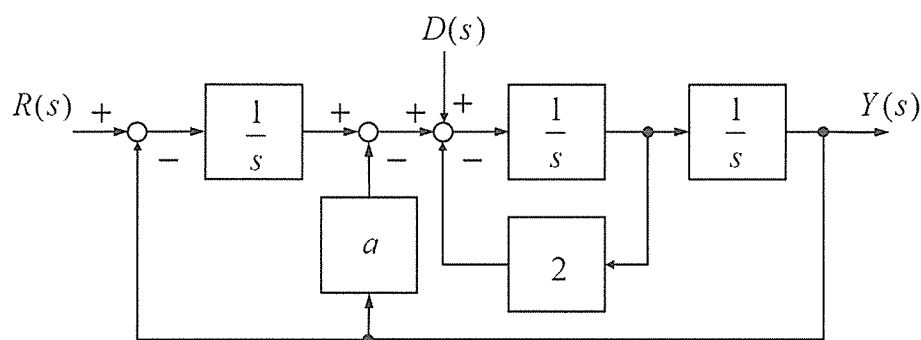 D(s)
R(s) + − 1/s + − + + − 1/s 1/s Y(s)
a
2